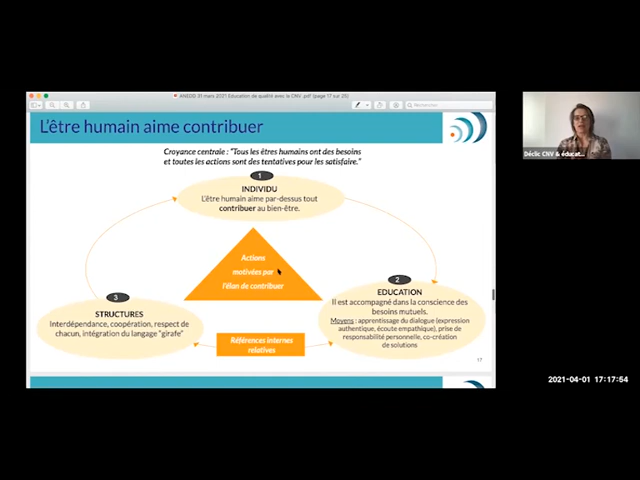 ANEDD 31 mars 2021 Education de qualité avec la CNV .pdf (page 17 sur 25)
Rechercher
L'être humain aime contribuer
Croyance centrale : "Tous les êtres humains ont des besoins
et toutes les actions sont des tentatives pour les satisfaire."
1
INDIVIDU
L'être humain aime par-dessus tout
contribuer au bien-être.
Actions
motivées par
l'élan de contribuer
2
EDUCATION
Il est accompagné dans la conscience des
besoins mutuels.
Moyens : apprentissage du dialogue (expression
authentique, écoute empathique), prise de
responsabilité personnelle, co-création
de solutions
3
STRUCTURES
Interdépendance, coopération, respect de
chacun, intégration du langage "girafe"
Références internes
relatives
17
Déclic CNV & éducat...
2021-04-01 17:17:54